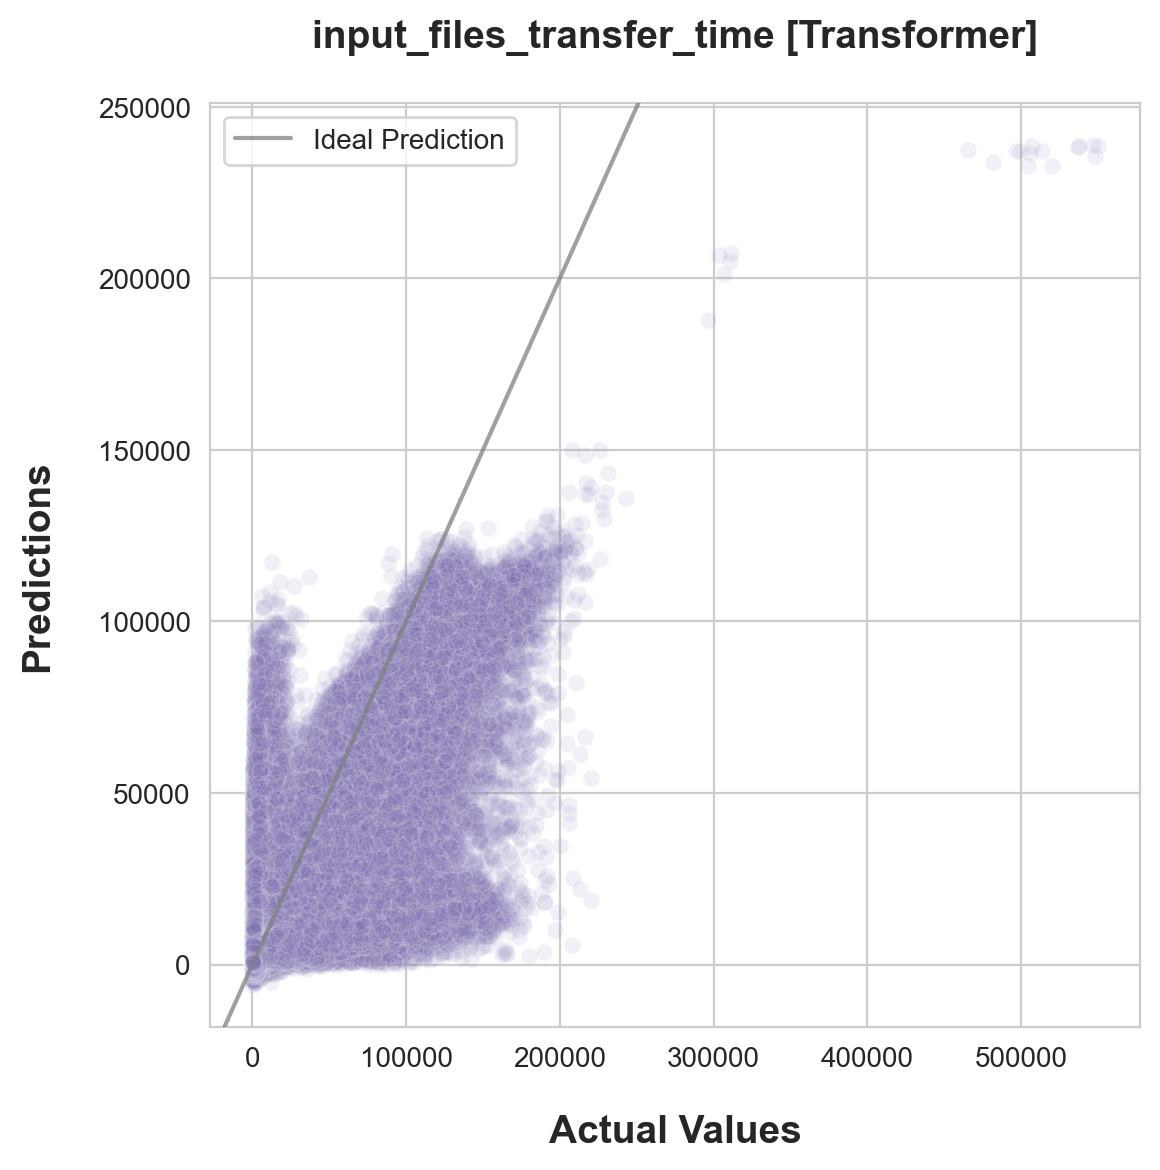 input_files_transfer_time [Transformer]
Ideal Prediction
250000
200000
150000
100000
50000
0
Predictions
0 100000 200000 300000 400000 500000
Actual Values